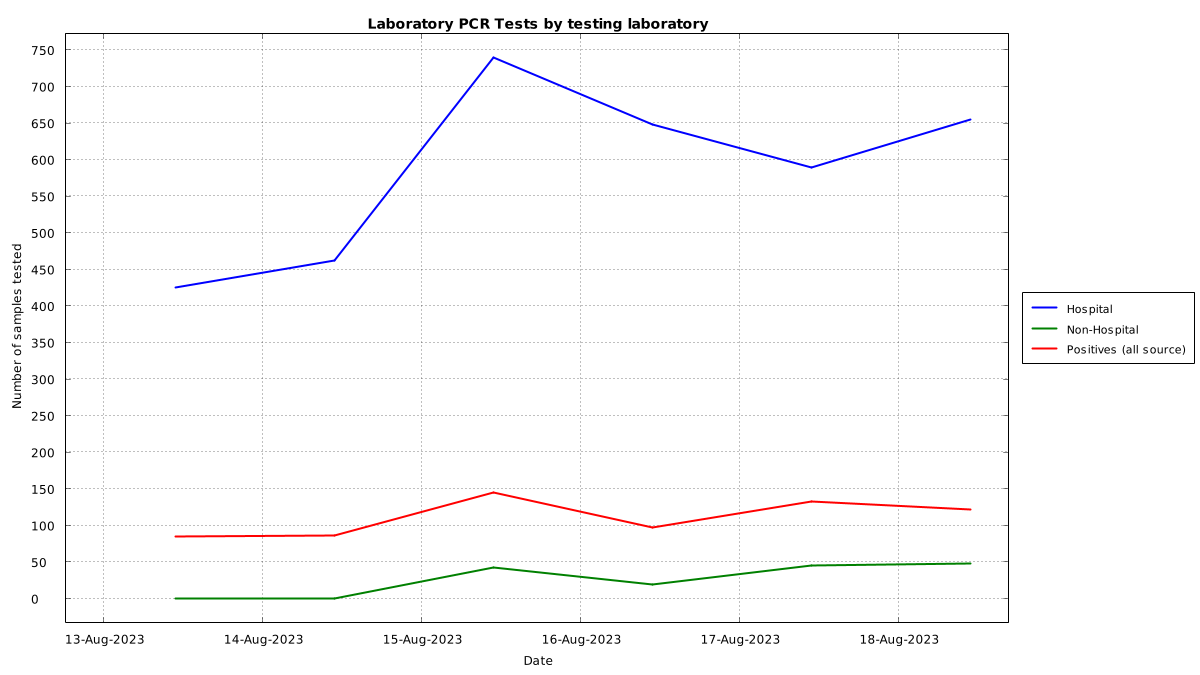 Laboratory PCR Tests by testing laboratory
750
700
650
600
550
500
450
400
350
300
250
200
150
100
50
0
Number of samples tested
13-Aug-2023 14-Aug-2023 15-Aug-2023 16-Aug-2023 17-Aug-2023 18-Aug-2023
Date
Hospital
Non-Hospital
Positives (all source)